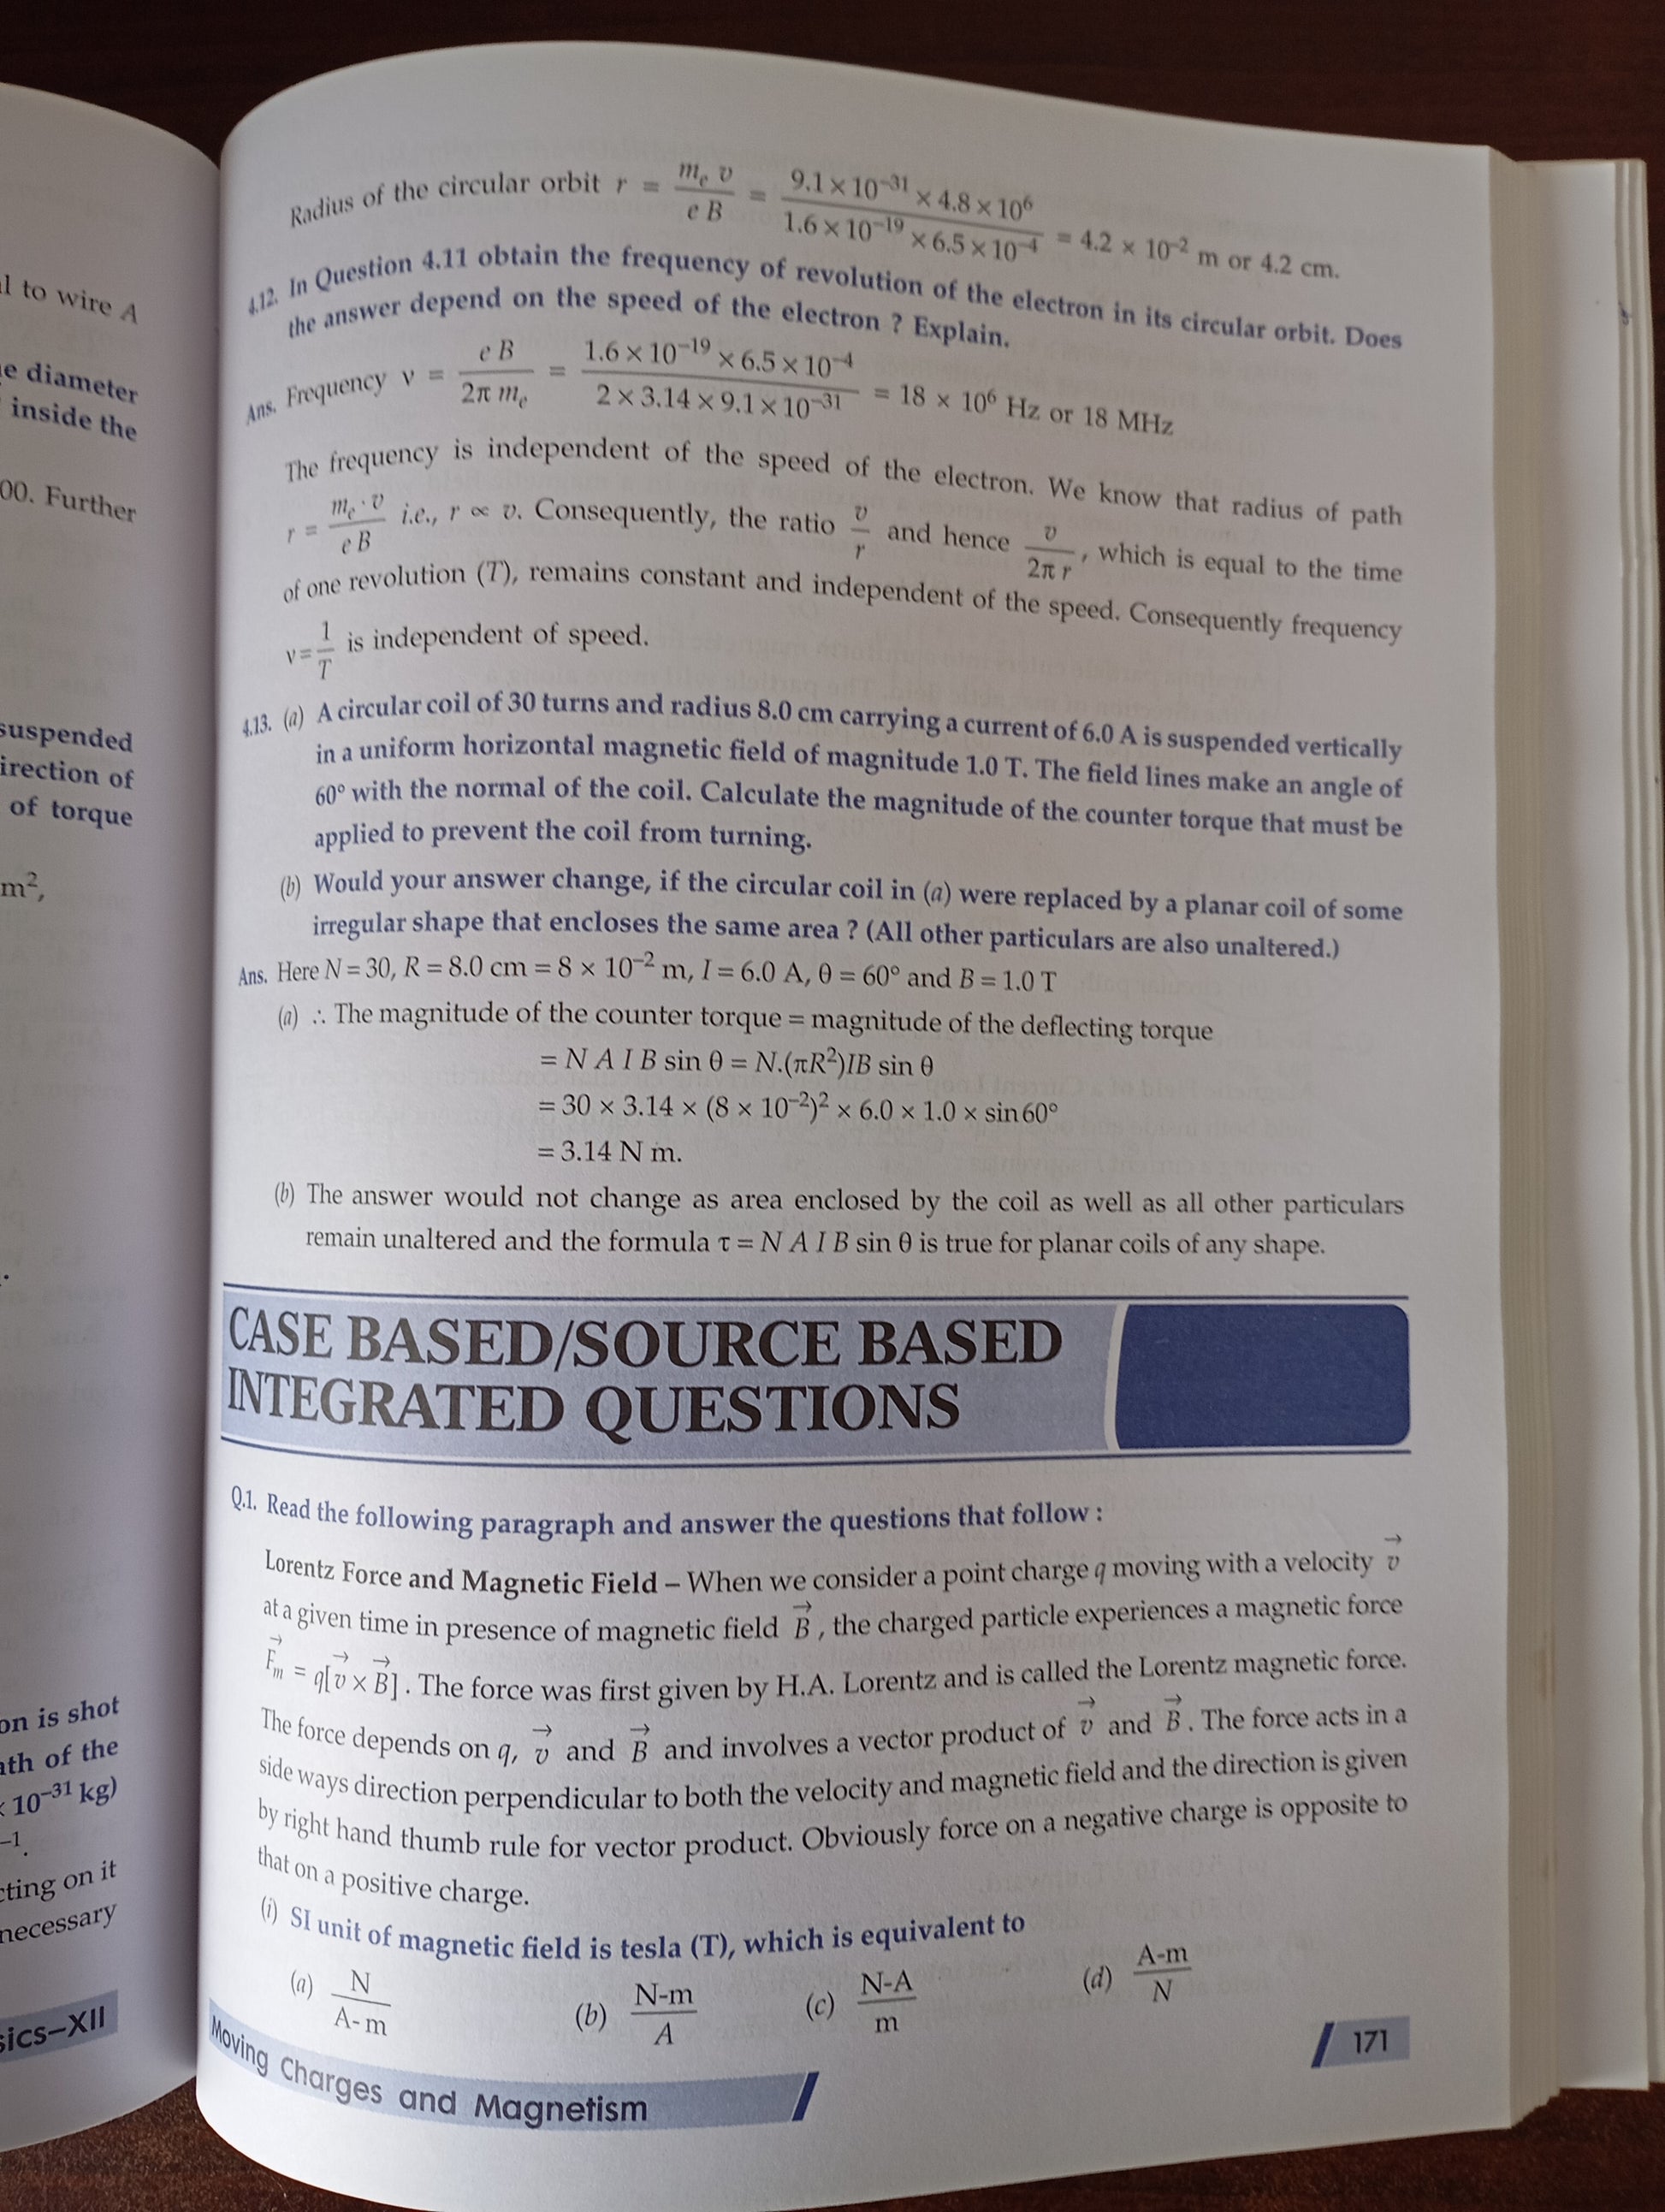 l to wire A
e diameter
inside the
00. Further
suspended
irection of
of torque
m²,
.
on is shot
ath of the
× 10⁻³¹ kg)
–1.
cting on it
necessary
sics–XII
Radius of the circular orbit r = mₑ v / e B = 9.1 × 10⁻³¹ × 4.8 × 10⁶ / 1.6 × 10⁻¹⁹ × 6.5 × 10⁻⁴ = 4.2 × 10⁻² m or 4.2 cm.
4.12. In Question 4.11 obtain the frequency of revolution of the electron in its circular orbit. Does
the answer depend on the speed of the electron ? Explain.
Ans. Frequency ν = e B / 2π mₑ = 1.6 × 10⁻¹⁹ × 6.5 × 10⁻⁴ / 2 × 3.14 × 9.1 × 10⁻³¹ = 18 × 10⁶ Hz or 18 MHz
The frequency is independent of the speed of the electron. We know that radius of path
r = mₑ · v / e B i.e., r ∝ v. Consequently, the ratio v / r and hence v / 2π r, which is equal to the time
of one revolution (T), remains constant and independent of the speed. Consequently frequency
ν = 1 / T is independent of speed.
4.13. (a) A circular coil of 30 turns and radius 8.0 cm carrying a current of 6.0 A is suspended vertically
in a uniform horizontal magnetic field of magnitude 1.0 T. The field lines make an angle of
60° with the normal of the coil. Calculate the magnitude of the counter torque that must be
applied to prevent the coil from turning.
(b) Would your answer change, if the circular coil in (a) were replaced by a planar coil of some
irregular shape that encloses the same area ? (All other particulars are also unaltered.)
Ans. Here N = 30, R = 8.0 cm = 8 × 10⁻² m, I = 6.0 A, θ = 60° and B = 1.0 T
(a) ∴ The magnitude of the counter torque = magnitude of the deflecting torque
= N A I B sin θ = N.(πR²)IB sin θ
= 30 × 3.14 × (8 × 10⁻²)² × 6.0 × 1.0 × sin 60°
= 3.14 N m.
(b) The answer would not change as area enclosed by the coil as well as all other particulars
remain unaltered and the formula τ = N A I B sin θ is true for planar coils of any shape.
CASE BASED/SOURCE BASED
INTEGRATED QUESTIONS
Q.1. Read the following paragraph and answer the questions that follow :
Lorentz Force and Magnetic Field – When we consider a point charge q moving with a velocity v⃗
at a given time in presence of magnetic field B⃗, the charged particle experiences a magnetic force
F⃗ₘ = q[v⃗ × B⃗]. The force was first given by H.A. Lorentz and is called the Lorentz magnetic force.
The force depends on q, v⃗ and B⃗ and involves a vector product of v⃗ and B⃗. The force acts in a
side ways direction perpendicular to both the velocity and magnetic field and the direction is given
by right hand thumb rule for vector product. Obviously force on a negative charge is opposite to
that on a positive charge.
(i) SI unit of magnetic field is tesla (T), which is equivalent to
(a) N / A-m (b) N-m / A (c) N-A / m (d) A-m / N
Moving Charges and Magnetism
171